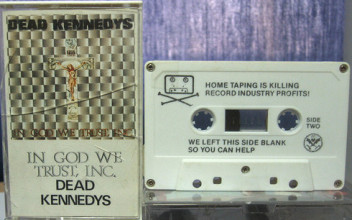 DEAD KENNEDYS
IN GOD WE TRUST, INC.
IN GOD WE
TRUST, INC.
DEAD
KENNEDYS
HOME TAPING IS KILLING
RECORD INDUSTRY PROFITS!
SIDE
TWO
WE LEFT THIS SIDE BLANK
SO YOU CAN HELP